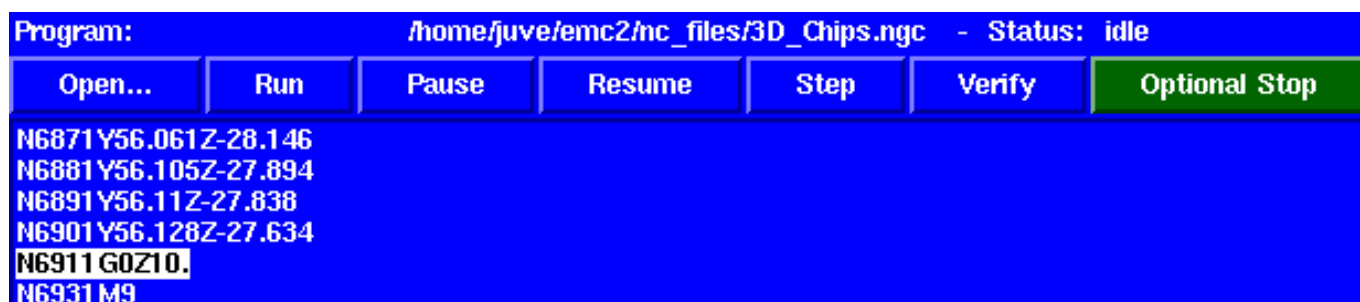 Program: /home/juve/emc2/nc_files/3D_Chips.ngc - Status: idle
Open... Run Pause Resume Step Verify Optional Stop
N6871Y56.061Z-28.146
N6881Y56.105Z-27.894
N6891Y56.11Z-27.838
N6901Y56.128Z-27.634
N6911G0Z10.
N6931M9